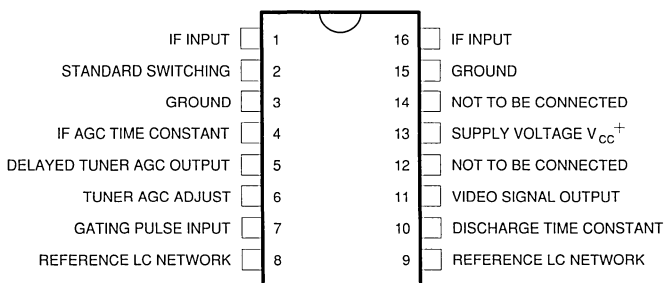 IF INPUT 1 16 IF INPUT
STANDARD SWITCHING 2 15 GROUND
GROUND 3 14 NOT TO BE CONNECTED
IF AGC TIME CONSTANT 4 13 SUPPLY VOLTAGE VCC+
DELAYED TUNER AGC OUTPUT 5 12 NOT TO BE CONNECTED
TUNER AGC ADJUST 6 11 VIDEO SIGNAL OUTPUT
GATING PULSE INPUT 7 10 DISCHARGE TIME CONSTANT
REFERENCE LC NETWORK 8 9 REFERENCE LC NETWORK